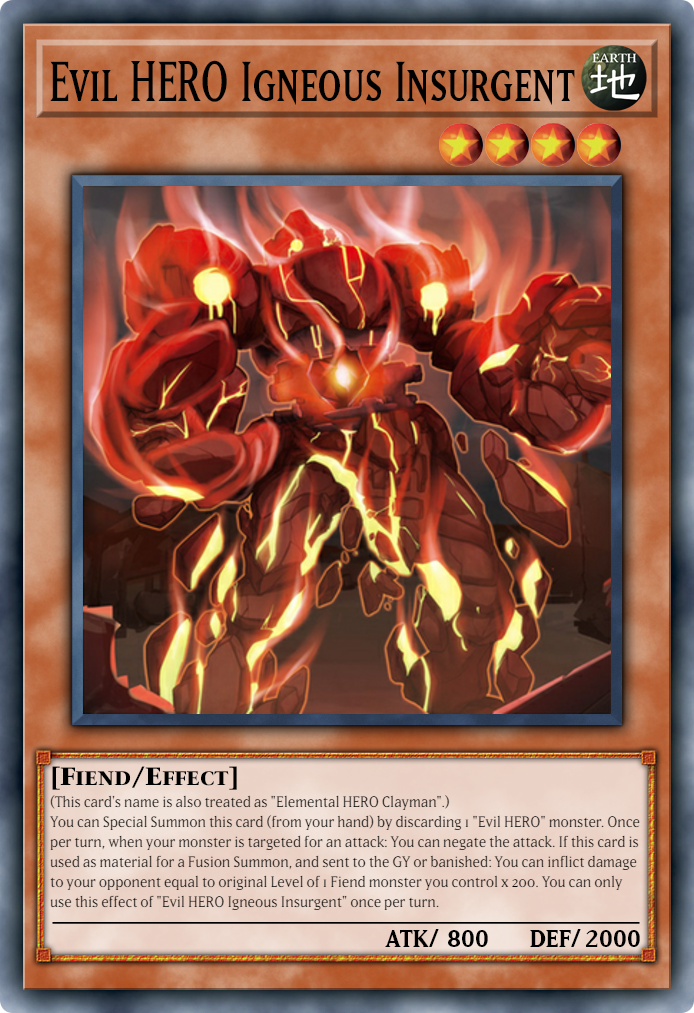 Evil HERO Igneous Insurgent
EARTH
地
[Fiend/Effect]
(This card's name is also treated as "Elemental HERO Clayman".)
You can Special Summon this card (from your hand) by discarding 1 "Evil HERO" monster. Once
per turn, when your monster is targeted for an attack: You can negate the attack. If this card is
used as material for a Fusion Summon, and sent to the GY or banished: You can inflict damage
to your opponent equal to original Level of 1 Fiend monster you control x 200. You can only
use this effect of "Evil HERO Igneous Insurgent" once per turn.
ATK/ 800 DEF/ 2000